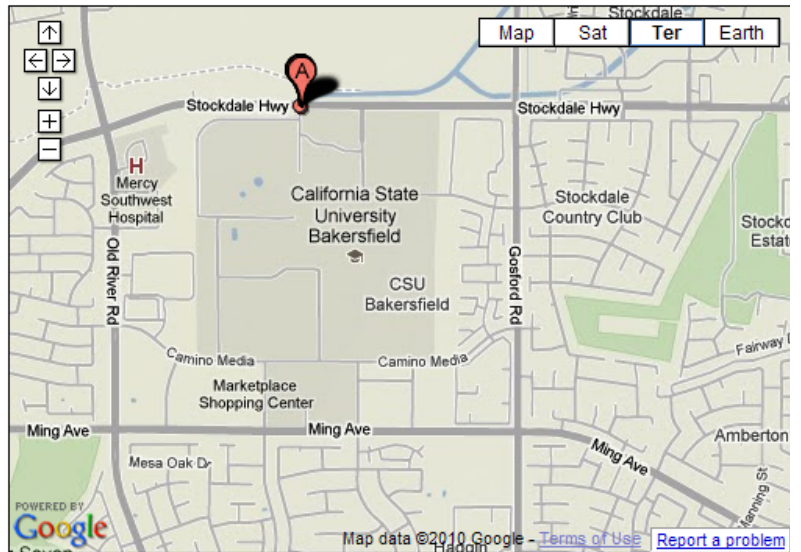 Stockdale
Map
Sat
Ter
Earth
A
Stockdale Hwy
Stockdale Hwy
H
Mercy
Southwest
Hospital
California State
University
Bakersfield
Stockdale
Country Club
Old River Rd
Gosford Rd
CSU
Bakersfield
Camino Media
Camino Media
Fairway
Marketplace
Shopping Center
Ming Ave
Ming Ave
Ming Ave
Amberton
Mesa Oak Dr
Manning St
POWERED BY
Google
Map data ©2010 Google - Terms of Use
Report a problem